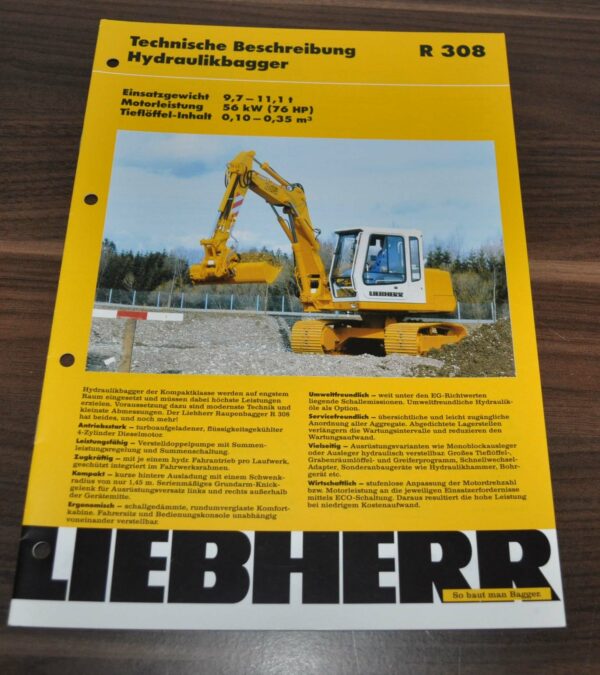 Technische Beschreibung R 308
Hydraulikbagger
Einsatzgewicht 9,7–11,1 t
Motorleistung 56 kW (76 HP)
Tieflöffel-Inhalt 0,10–0,35 m³
LIEBHERR
Hydraulikbagger der Kompaktklasse werden auf engstem
Raum eingesetzt und müssen dabei höchste Leistungen
erzielen. Voraussetzung dazu sind modernste Technik und
kleinste Abmessungen. Der Liebherr Raupenbagger R 308
hat beides, und noch mehr!
Antriebsstark – turboaufgeladener, flüssigkeitsgekühlter
4-Zylinder Dieselmotor.
Leistungsfähig – Verstelldoppelpumpe mit Summen-
leistungsregelung und Summenschaltung.
Zugkräftig – mit je einem hydr. Fahrantrieb pro Laufwerk,
geschützt integriert im Fahrwerksrahmen.
Kompakt – kurze hintere Ausladung mit einem Schwenk-
radius von nur 1,45 m. Serienmäßiges Grundarm-Knick-
gelenk für Ausrüstungsversatz links und rechts außerhalb
der Gerätemitte.
Ergonomisch – schallgedämmte, rundumverglaste Komfort-
kabine. Fahrersitz und Bedienungskonsole unabhängig
voneinander verstellbar.
Umweltfreundlich – weit unter den EG-Richtwerten
liegende Schallemissionen. Umweltfreundliche Hydraulik-
öle als Option.
Servicefreundlich – übersichtliche und leicht zugängliche
Anordnung aller Aggregate. Abgedichtete Lagerstellen
verlängern die Wartungsintervalle und reduzieren den
Wartungsaufwand.
Vielseitig – Ausrüstungsvarianten wie Monoblockausleger
oder Ausleger hydraulisch verstellbar. Großes Tieflöffel-,
Grabenräumlöffel- und Greiferprogramm, Schnellwechsel-
Adapter, Sonderanbaugeräte wie Hydraulikhammer, Bohr-
gerät etc.
Wirtschaftlich – stufenlose Anpassung der Motordrehzahl
bzw. Motorleistung an die jeweiligen Einsatzerfordernisse
mittels ECO-Schaltung. Daraus resultiert die hohe Leistung
bei niedrigem Kostenaufwand.
LIEBHERR
So baut man Bagger.